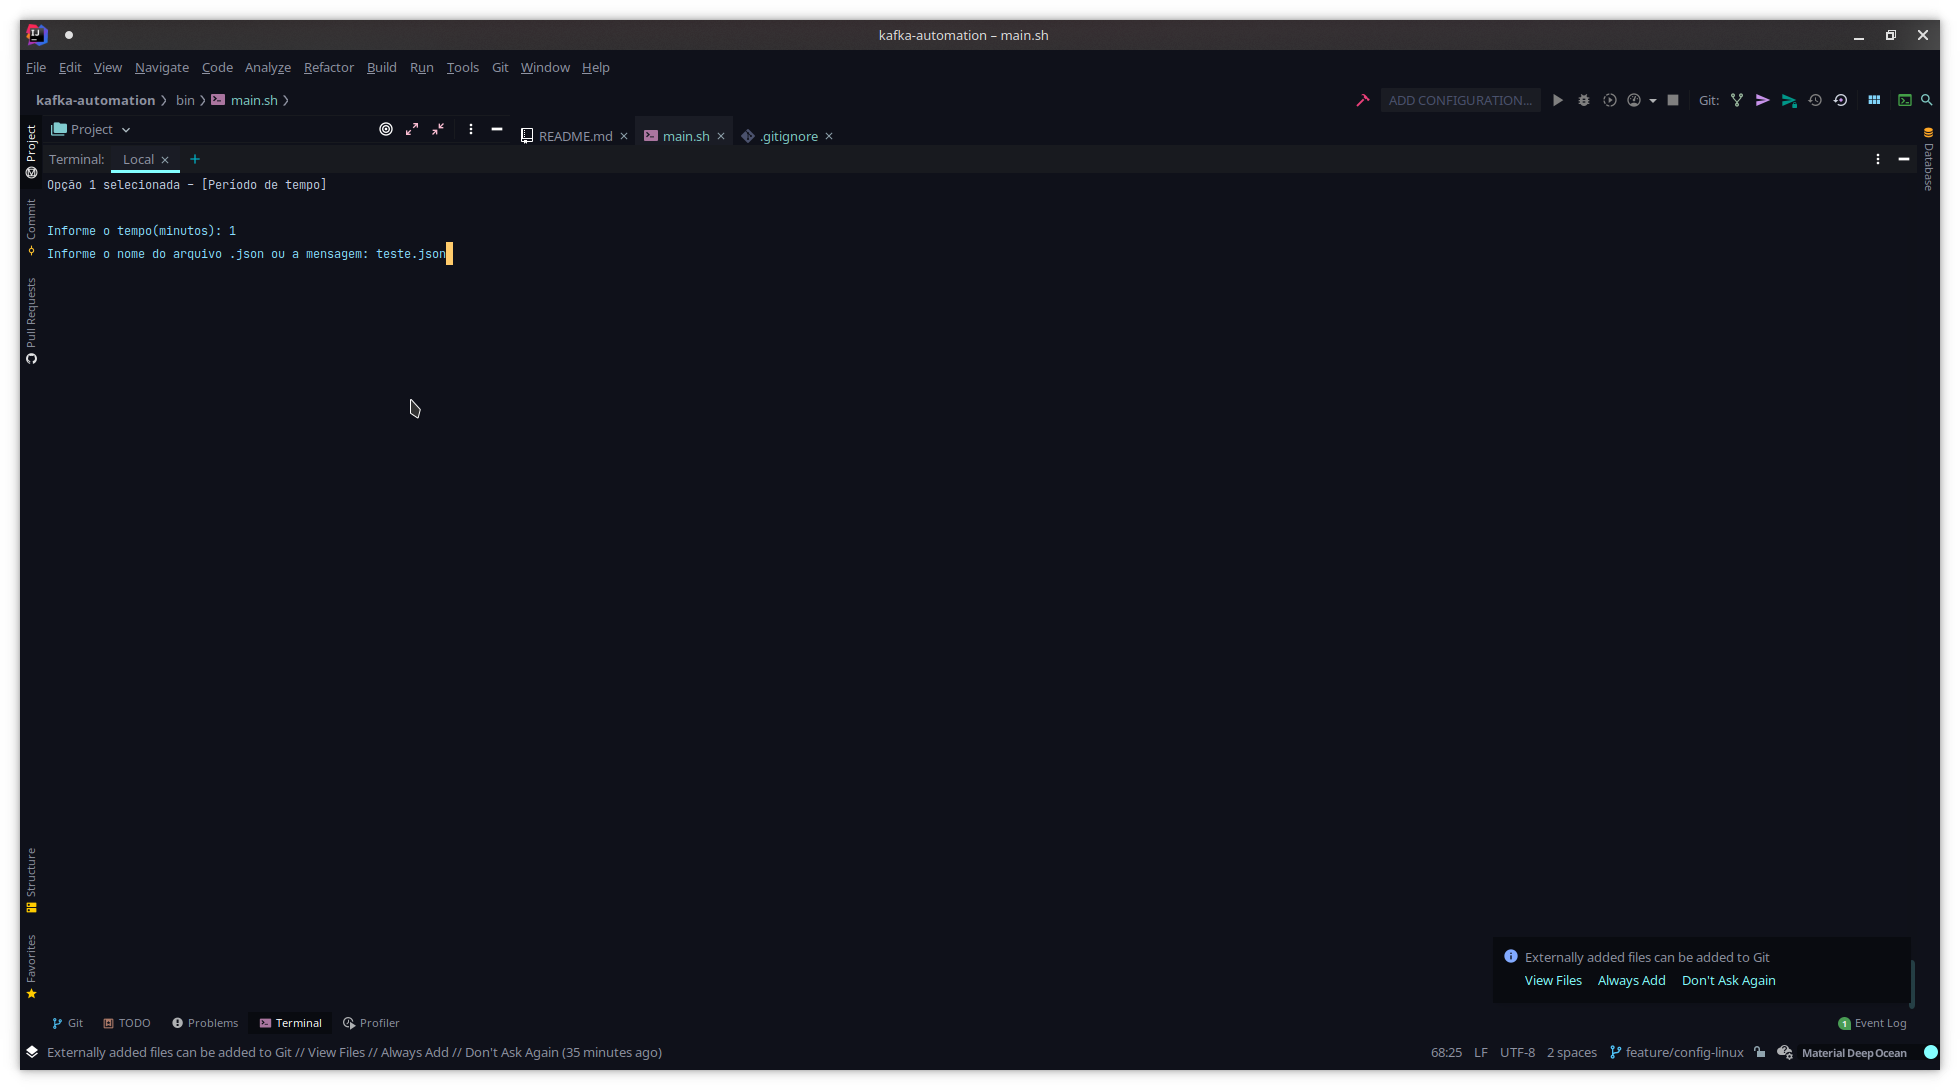 kafka-automation – main.sh
File Edit View Navigate Code Analyze Refactor Build Run Tools Git Window Help
kafka-automation bin main.sh ADD CONFIGURATION... Git:
Project README.md main.sh .gitignore
Terminal: Local
Opção 1 selecionada - [Período de tempo]
Informe o tempo(minutos): 1
Informe o nome do arquivo .json ou a mensagem: teste.json
Project
Commit
Pull Requests
Structure
Favorites
Database
Externally added files can be added to Git
View Files Always Add Don't Ask Again
Git TODO Problems Terminal Profiler 1 Event Log
Externally added files can be added to Git // View Files // Always Add // Don't Ask Again (35 minutes ago) 68:25 LF UTF-8 2 spaces feature/config-linux Material Deep Ocean